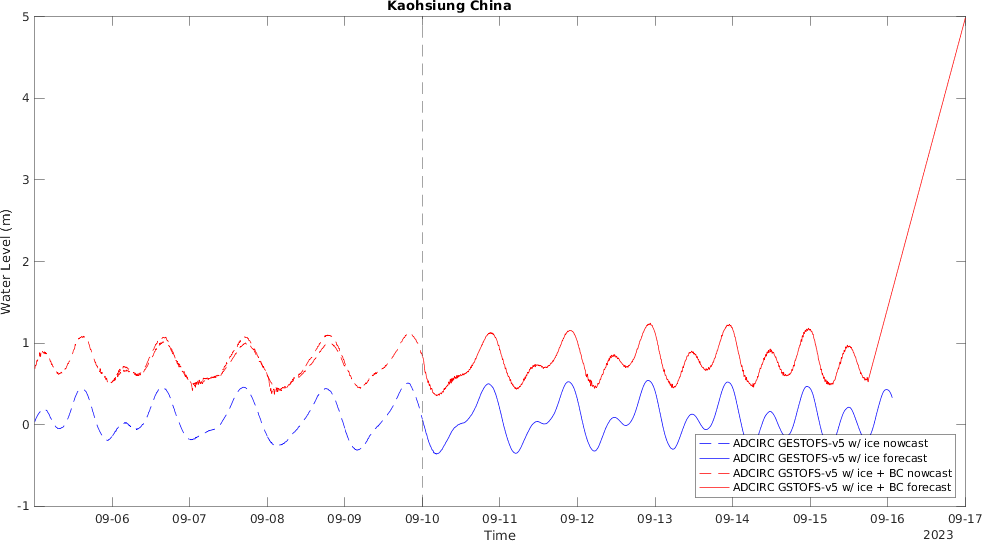 Kaohsiung China
5
4
3
2
1
0
-1
Water Level (m)
ADCIRC GESTOFS-v5 w/ ice nowcast
ADCIRC GESTOFS-v5 w/ ice forecast
ADCIRC GSTOFS-v5 w/ ice + BC nowcast
ADCIRC GSTOFS-v5 w/ ice + BC forecast
09-06 09-07 09-08 09-09 09-10 09-11 09-12 09-13 09-14 09-15 09-16 09-17
Time
2023